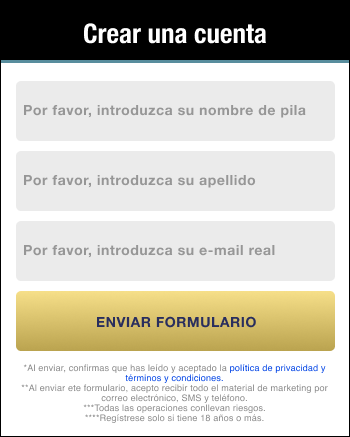 Crear una cuenta
Por favor, introduzca su nombre de pila
Por favor, introduzca su apellido
Por favor, introduzca su e-mail real
ENVIAR FORMULARIO
*Al enviar, confirmas que has leído y aceptado la política de privacidad y
términos y condiciones.
**Al enviar ete formulario, acepto recibir todo el material de marketing por
correo electrónico, SMS y teléfono.
***Todas las operaciones conllevan riesgos.
****Regístrese solo si tiene 18 años o más.